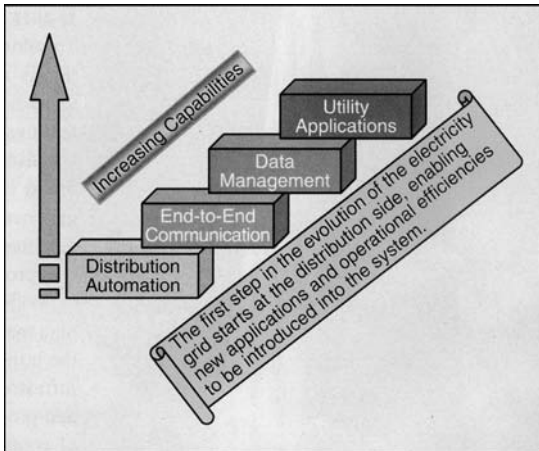 Increasing Capabilities
Utility
Applications
Data
Management
End-to-End
Communication
Distribution
Automation
The first step in the evolution of the electricity
grid starts at the distribution side, enabling
new applications and operational efficiencies
to be introduced into the system.